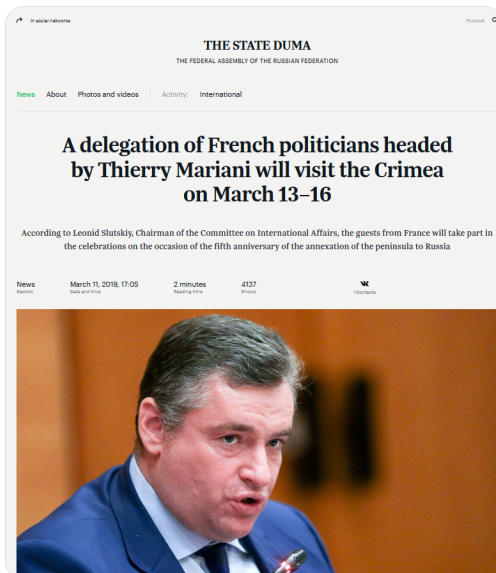 In social networks
Русский
THE STATE DUMA
THE FEDERAL ASSEMBLY OF THE RUSSIAN FEDERATION
News About Photos and videos Activity: International
A delegation of French politicians headed
by Thierry Mariani will visit the Crimea
on March 13–16
According to Leonid Slutskiy, Chairman of the Committee on International Affairs, the guests from France will take part in
the celebrations on the occasion of the fifth anniversary of the annexation of the peninsula to Russia
News March 11, 2019, 17:05 2 minutes 4137
Section Date and time Reading time Shows Vkontakte